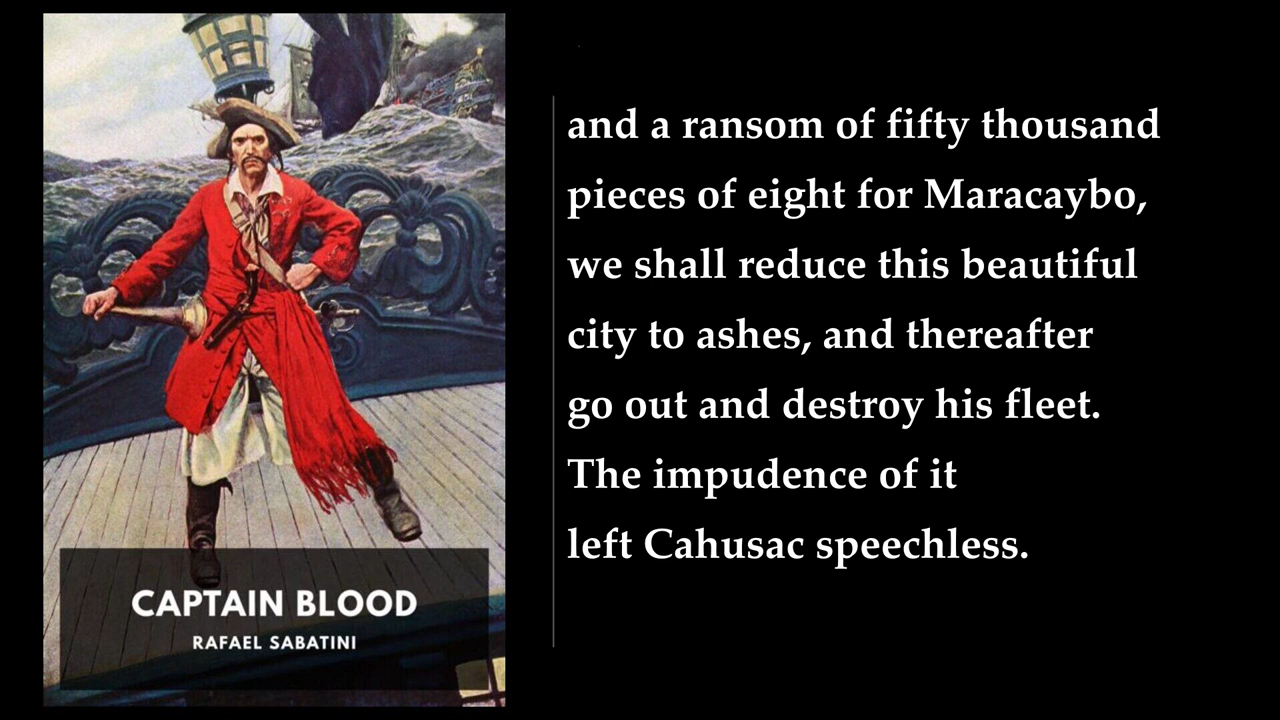 CAPTAIN BLOOD
RAFAEL SABATINI
and a ransom of fifty thousand
pieces of eight for Maracaybo,
we shall reduce this beautiful
city to ashes, and thereafter
go out and destroy his fleet.
The impudence of it
left Cahusac speechless.